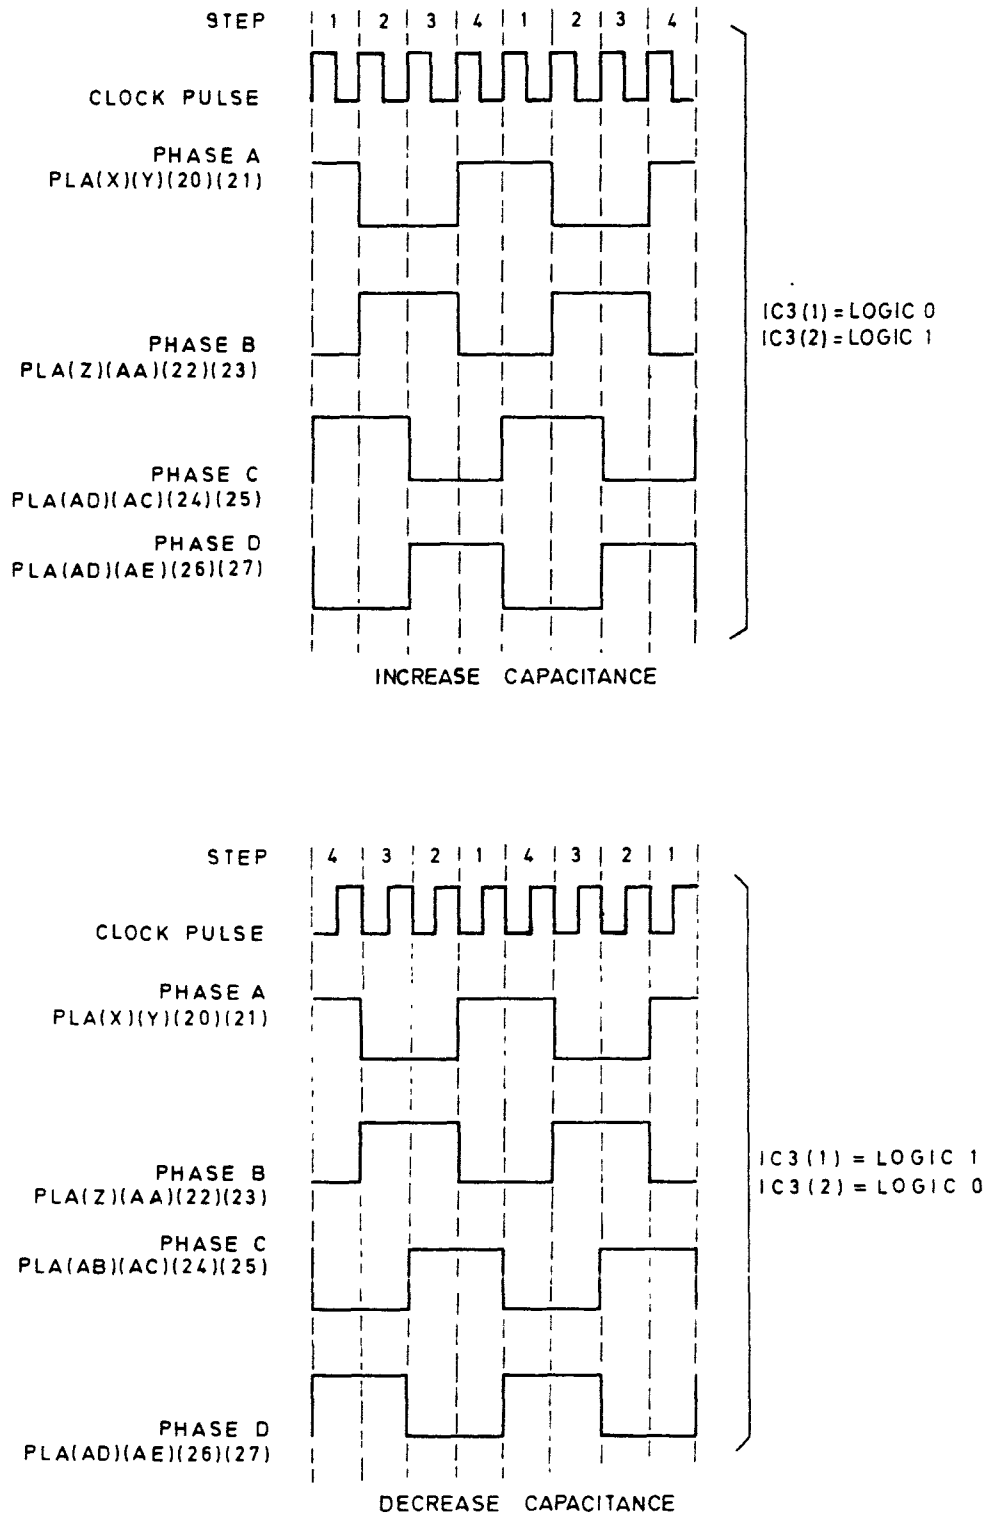 STEP 1 2 3 4 1 2 3 4
CLOCK PULSE
PHASE A
PLA(X)(Y)(20)(21)
IC3(1)=LOGIC 0
IC3(2)=LOGIC 1
PHASE B
PLA(Z)(AA)(22)(23)
PHASE C
PLA(AD)(AC)(24)(25)
PHASE D
PLA(AD)(AE)(26)(27)
INCREASE CAPACITANCE
STEP 4 3 2 1 4 3 2 1
CLOCK PULSE
PHASE A
PLA(X)(Y)(20)(21)
IC3(1) = LOGIC 1
IC3(2) = LOGIC 0
PHASE B
PLA(Z)(AA)(22)(23)
PHASE C
PLA(AB)(AC)(24)(25)
PHASE D
PLA(AD)(AE)(26)(27)
DECREASE CAPACITANCE